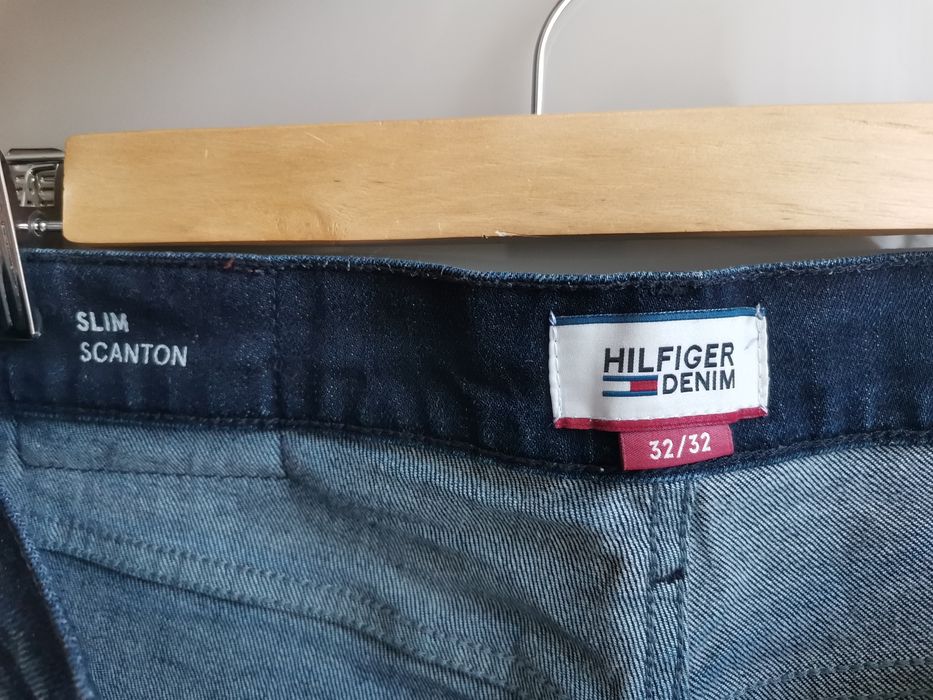 SLIM
SCANTON
HILFIGER
DENIM
32/32